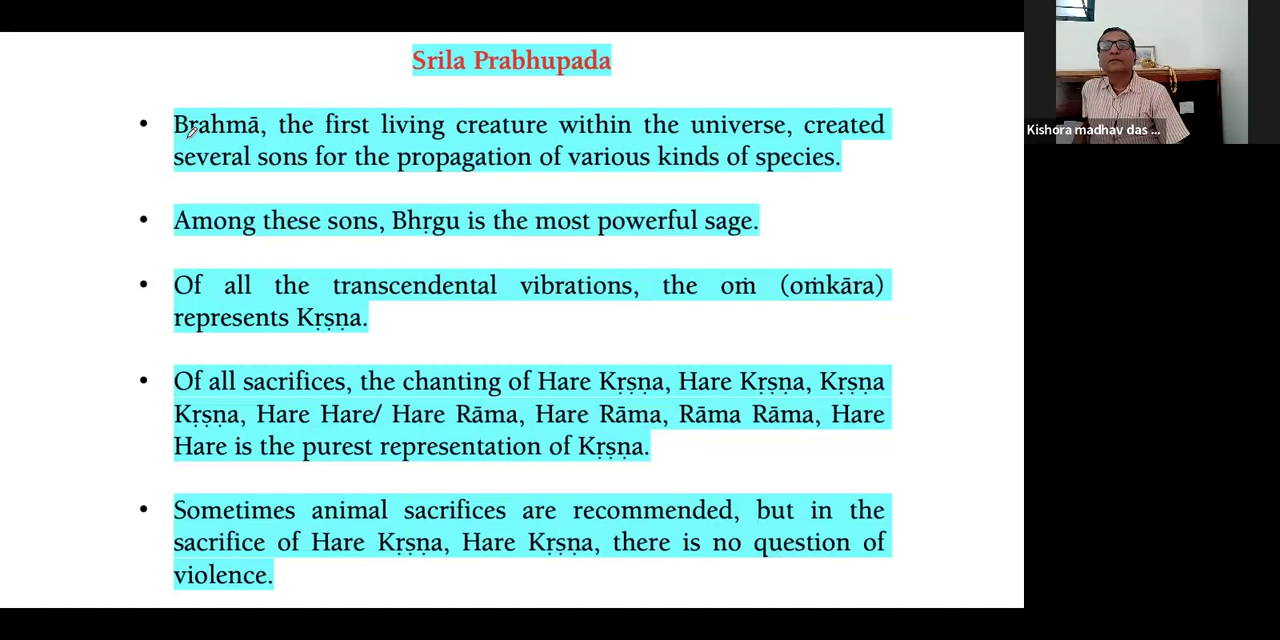 Srila Prabhupada
• Brahmā, the first living creature within the universe, created
several sons for the propagation of various kinds of species.
• Among these sons, Bhṛgu is the most powerful sage.
• Of all the transcendental vibrations, the oṁ (oṁkāra)
represents Kṛṣṇa.
• Of all sacrifices, the chanting of Hare Kṛṣṇa, Hare Kṛṣṇa, Kṛṣṇa
Kṛṣṇa, Hare Hare/ Hare Rāma, Hare Rāma, Rāma Rāma, Hare
Hare is the purest representation of Kṛṣṇa.
• Sometimes animal sacrifices are recommended, but in the
sacrifice of Hare Kṛṣṇa, Hare Kṛṣṇa, there is no question of
violence.
Kishora madhav das ...